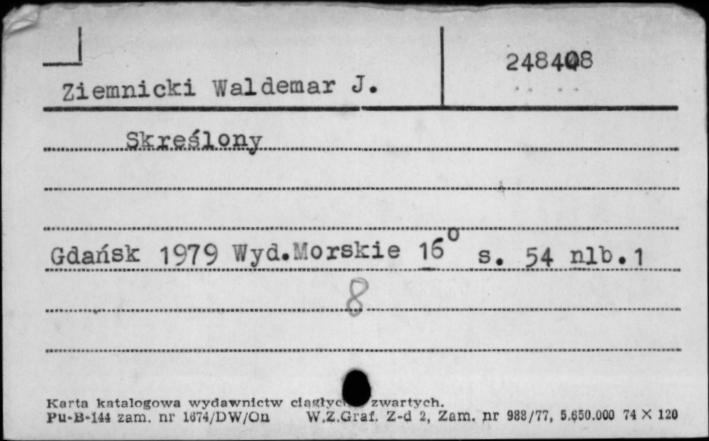 248408
Ziemnicki Waldemar J.
Skreślony
Gdańsk 1979 Wyd.Morskie 16⁰ s. 54 nlb.1
8
Karta katalogowa wydawnictw zwartych.
Pu-B-144 zam. nr 1674/DW/On W.Z.Graf. Z-d 2, Zam. nr 988/77, 5.650.000 74 X 120